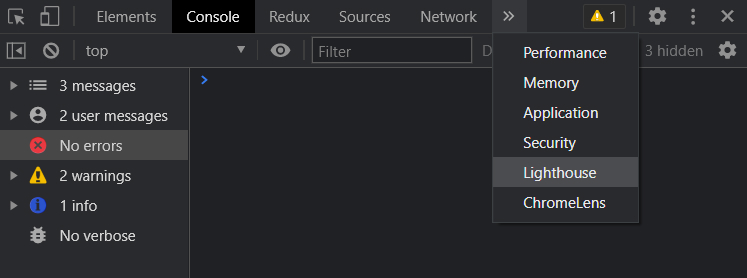 Elements Console Redux Sources Network » 1
top Filter D 3 hidden
3 messages
2 user messages
No errors
2 warnings
1 info
No verbose
Performance
Memory
Application
Security
Lighthouse
ChromeLens